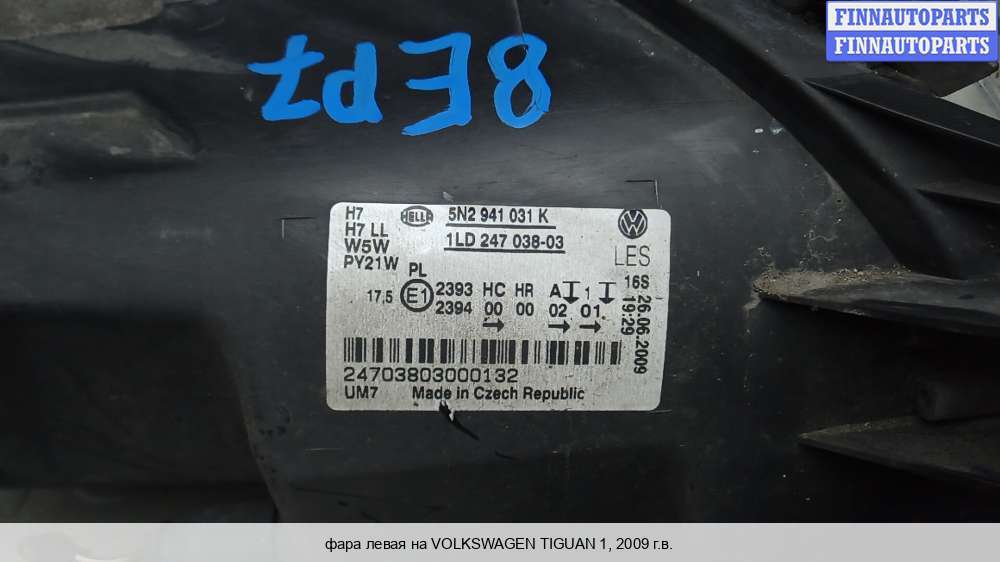 FINNAUTOPARTS
FINNAUTOPARTS
8EP7
H7
H7 LL
W5W
PY21W
HELLA
5N2 941 031 K
1LD 247 038-03
LES
PL
17,5 E1 2393 HC HR A 1
2394 00 00 02 01
16S 26.06.2009
19:29
24703803000132
UM7 Made in Czech Republic
фара левая на VOLKSWAGEN TIGUAN 1, 2009 г.в.